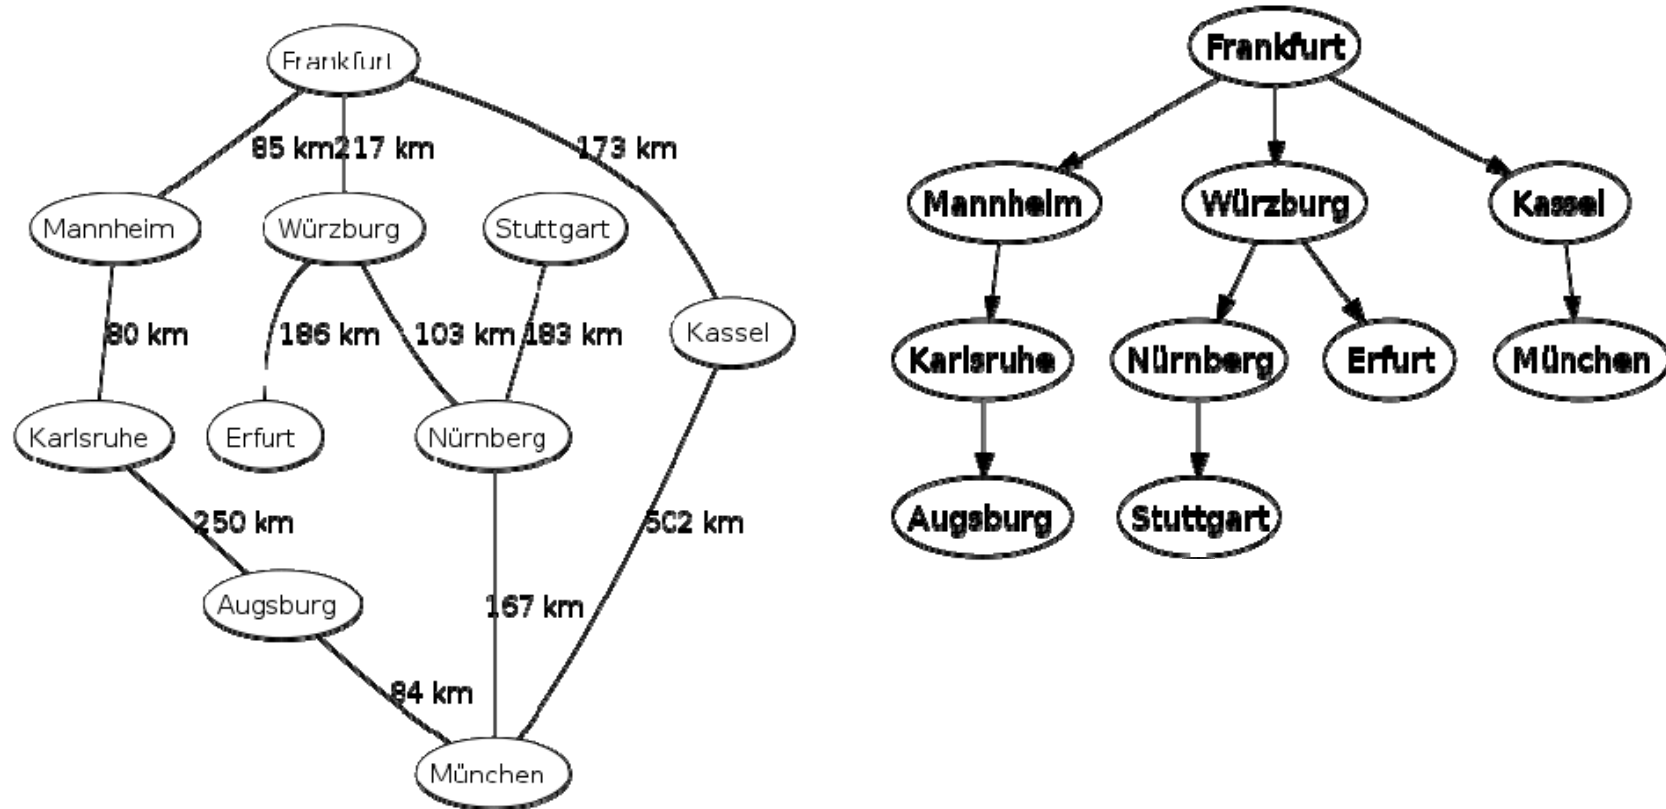 Frankfurt
85 km
217 km
173 km
Mannheim
Würzburg
Stuttgart
80 km
186 km
103 km
183 km
Kassel
Karlsruhe
Erfurt
Nürnberg
250 km
502 km
Augsburg
167 km
84 km
München
Frankfurt
Mannheim
Würzburg
Kassel
Karlsruhe
Nürnberg
Erfurt
München
Augsburg
Stuttgart